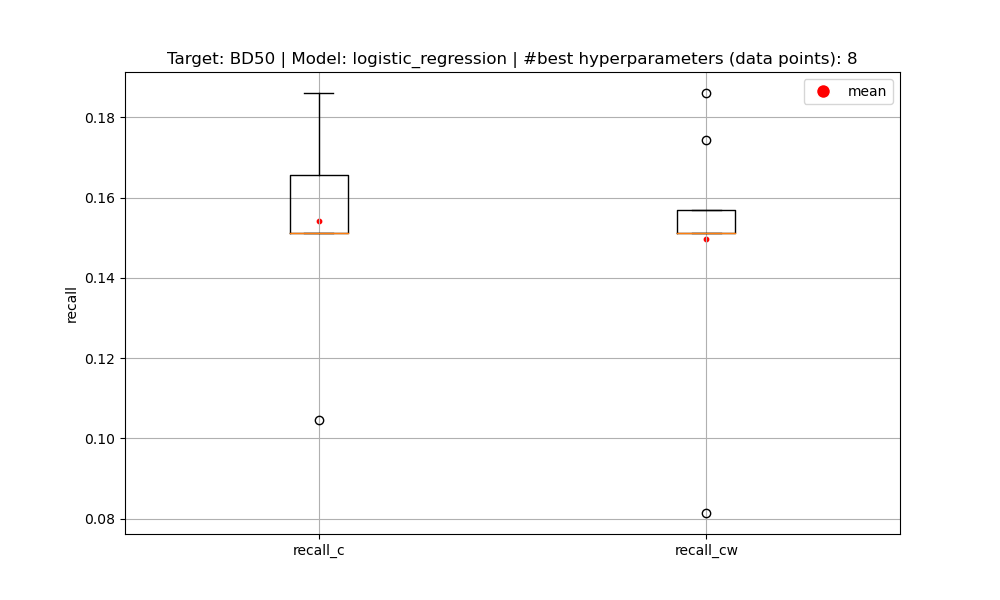 Target: BD50 | Model: logistic_regression | #best hyperparameters (data points): 8
mean
0.18
0.16
0.14
0.12
0.10
0.08
recall
recall_c
recall_cw